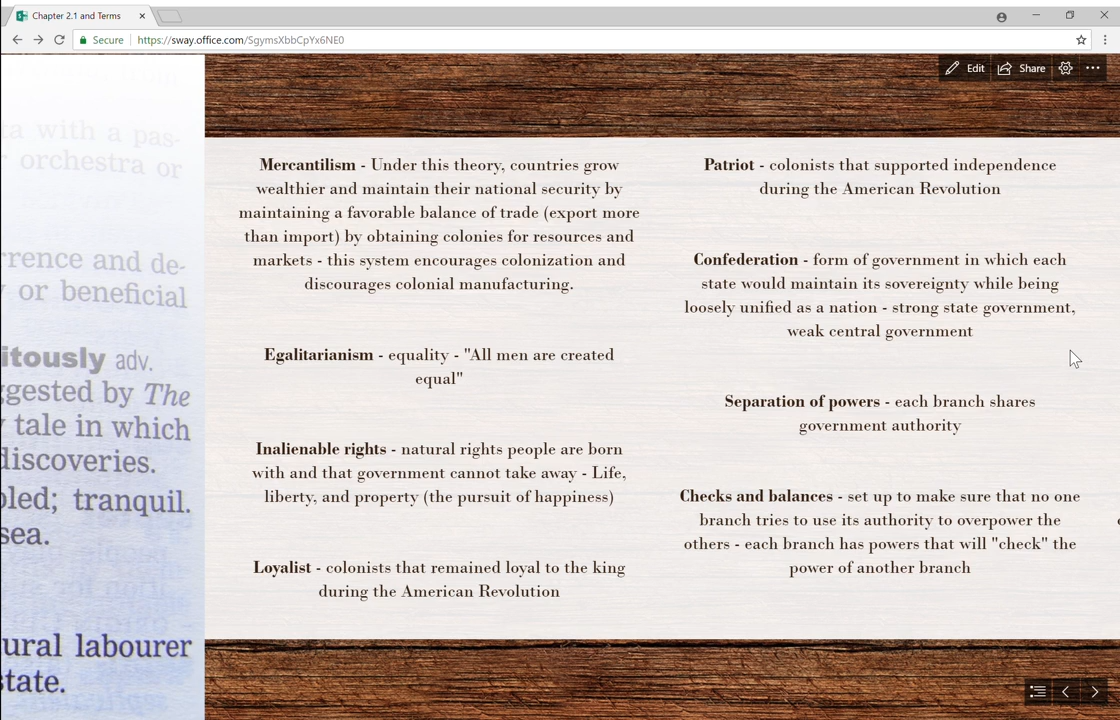 Chapter 2.1 and Terms
Secure
https://sway.office.com/SgymsXbbCpYx6NE0
Edit
Share
with a pas-
orchestra or
rrence and de-
or beneficial
itously adv.
ggested by The
tale in which
discoveries.
oled; tranquil.
sea.
ural labourer
state.
Mercantilism - Under this theory, countries grow
wealthier and maintain their national security by
maintaining a favorable balance of trade (export more
than import) by obtaining colonies for resources and
markets - this system encourages colonization and
discourages colonial manufacturing.
Egalitarianism - equality - "All men are created
equal"
Inalienable rights - natural rights people are born
with and that government cannot take away - Life,
liberty, and property (the pursuit of happiness)
Loyalist - colonists that remained loyal to the king
during the American Revolution
Patriot - colonists that supported independence
during the American Revolution
Confederation - form of government in which each
state would maintain its sovereignty while being
loosely unified as a nation - strong state government,
weak central government
Separation of powers - each branch shares
government authority
Checks and balances - set up to make sure that no one
branch tries to use its authority to overpower the
others - each branch has powers that will "check" the
power of another branch